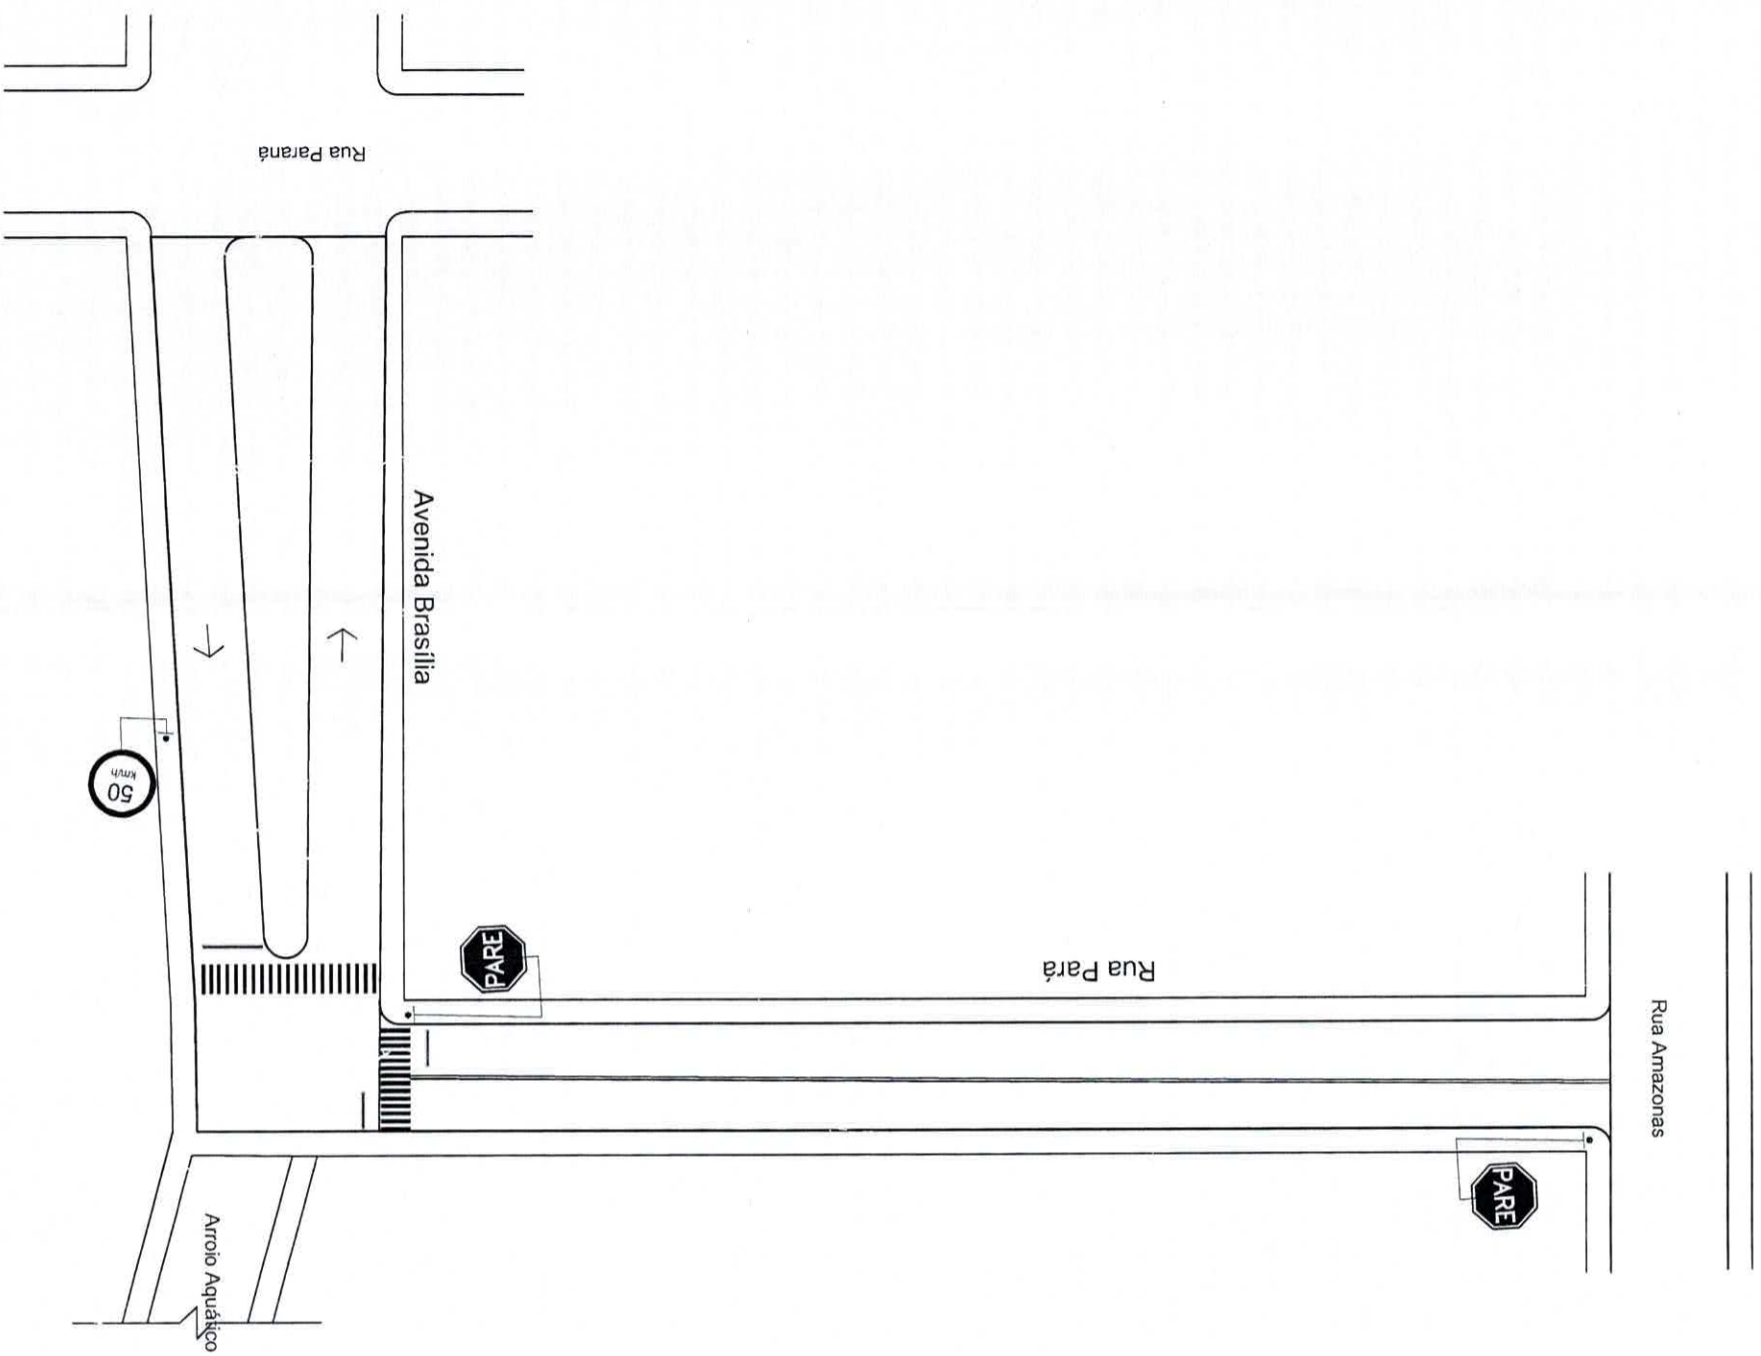 Rua Paraná
Avenida Brasília
50
km/h
PARE
Rua Pará
Rua Amazonas
PARE
Arroio Aquático